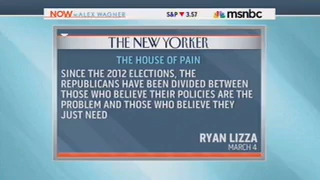 NOW W/ ALEX WAGNER S&P ▼ 3.57 msnbc
THE NEW YORKER
THE HOUSE OF PAIN
SINCE THE 2012 ELECTIONS, THE
REPUBLICANS HAVE BEEN DIVIDED BETWEEN
THOSE WHO BELIEVE THEIR POLICIES ARE THE
PROBLEM AND THOSE WHO BELIEVE THEY
JUST NEED
RYAN LIZZA
MARCH 4